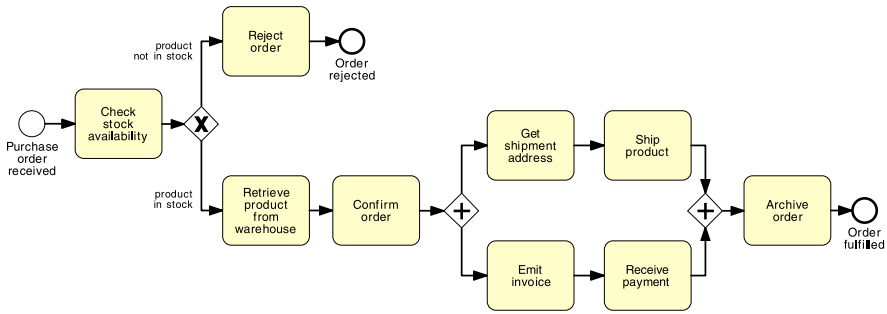 Purchase
order
received
Check
stock
availability
X
product
not in stock
Reject
order
Order
rejected
product
in stock
Retrieve
product
from
warehouse
Confirm
order
Get
shipment
address
Ship
product
Emit
invoice
Receive
payment
Archive
order
Order
fulfilled